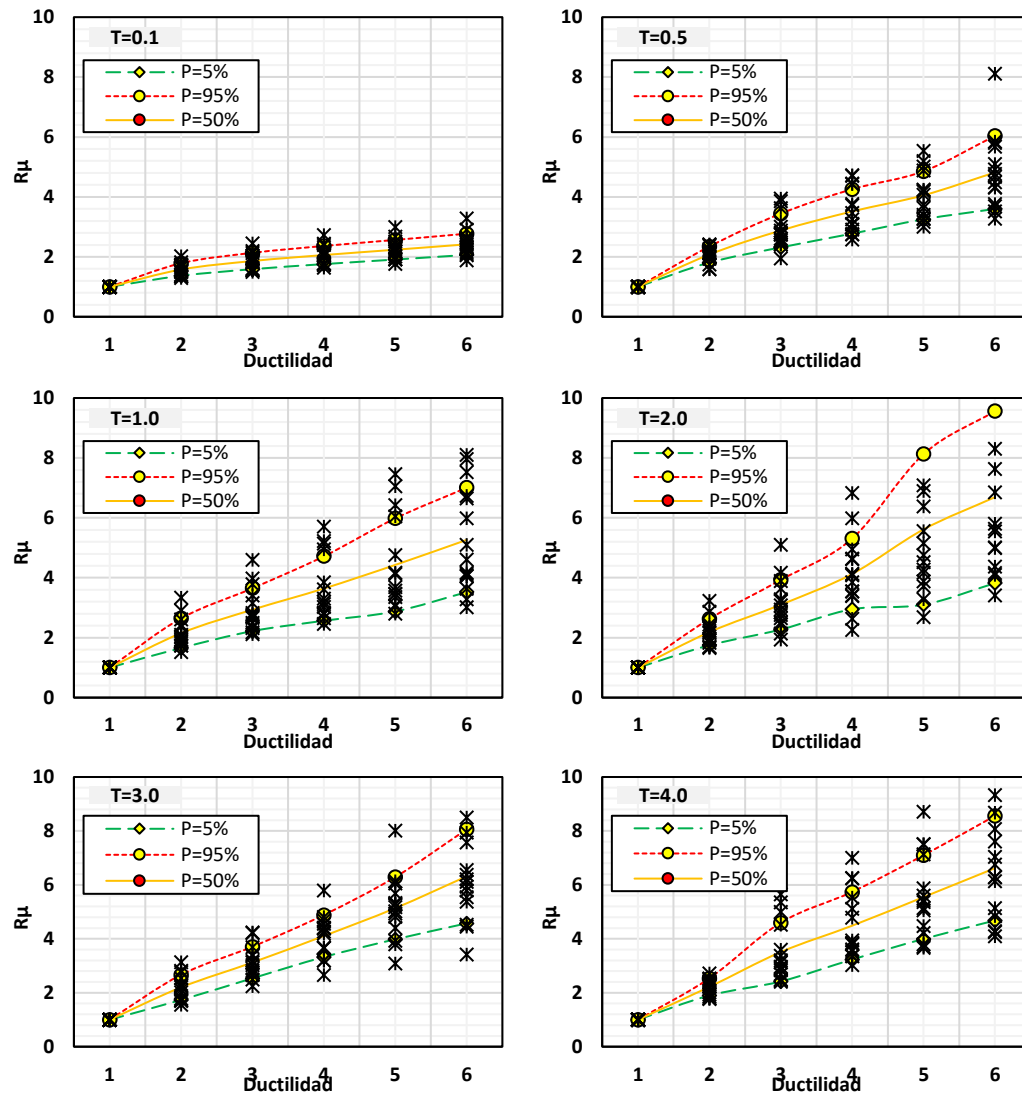 T=0.1
P=5%
P=95%
P=50%
Rμ
10
8
6
4
2
0
1 2 3 4 5 6
Ductilidad
T=0.5
P=5%
P=95%
P=50%
Rμ
10
8
6
4
2
0
1 2 3 4 5 6
Ductilidad
T=1.0
P=5%
P=95%
P=50%
Rμ
10
8
6
4
2
0
1 2 3 4 5 6
Ductilidad
T=2.0
P=5%
P=95%
P=50%
Rμ
10
8
6
4
2
0
1 2 3 4 5 6
Ductilidad
T=3.0
P=5%
P=95%
P=50%
Rμ
10
8
6
4
2
0
1 2 3 4 5 6
Ductilidad
T=4.0
P=5%
P=95%
P=50%
Rμ
10
8
6
4
2
0
1 2 3 4 5 6
Ductilidad